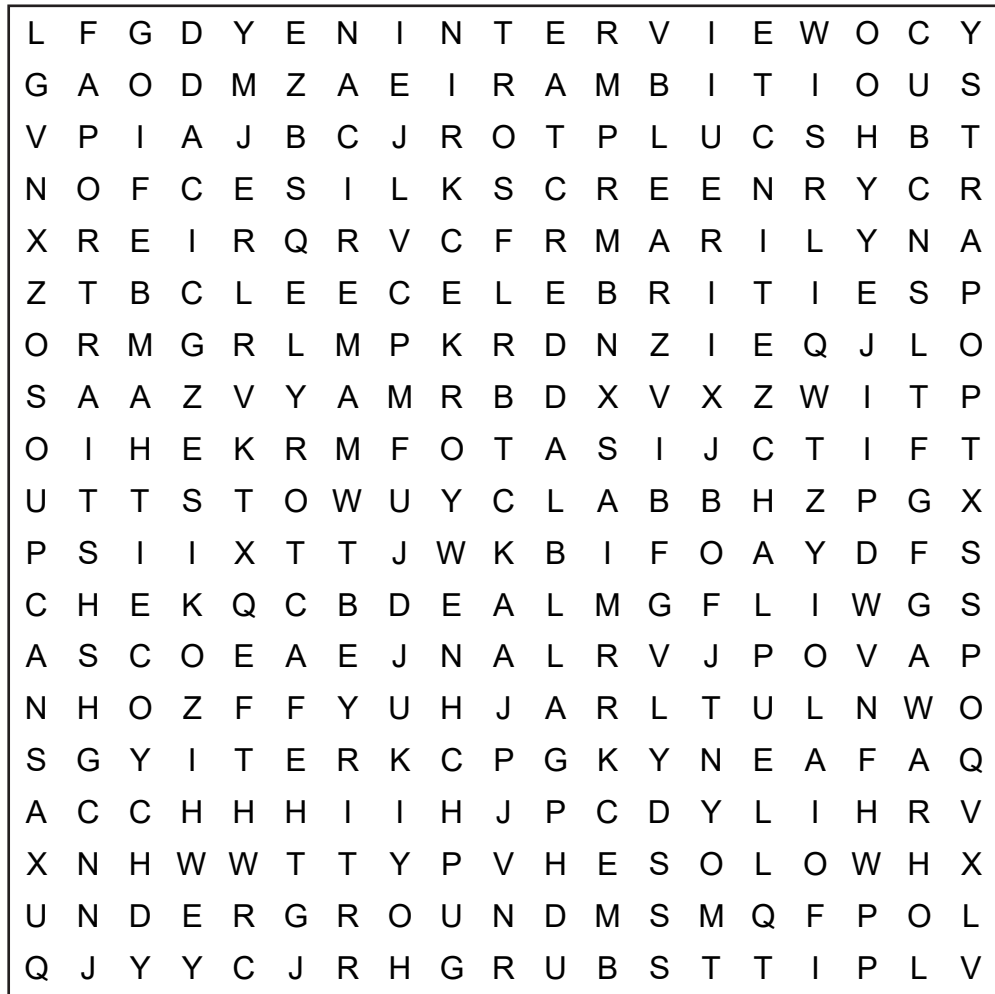 L F G D Y E N I N T E R V I E W O C Y
G A O D M Z A E I R A M B I T I O U S
V P I A J B C J R O T P L U C S H B T
N O F C E S I L K S C R E E N R Y C R
X R E I R Q R V C F R M A R I L Y N A
Z T B C L E E C E L E B R I T I E S P
O R M G R L M P K R D N Z I E Q J L O
S A A Z V Y A M R B D X V X Z W I T P
O I H E K R M F O T A S I J C T I F T
U T T S T O W U Y C L A B B H Z P G X
P S I I X T T J W K B I F O A Y D F S
C H E K Q C B D E A L M G F L I W G S
A S C O E A E J N A L R V J P O V A P
N H O Z F F Y U H J A R L T U L N W O
S G Y I T E R K C P G K Y N E A F A Q
A C C H H H I I H J P C D Y L I H R V
X N H W W T T Y P V H E S O L O W H X
U N D E R G R O U N D M S M Q F P O L
Q J Y Y C J R H G R U B S T T I P L V